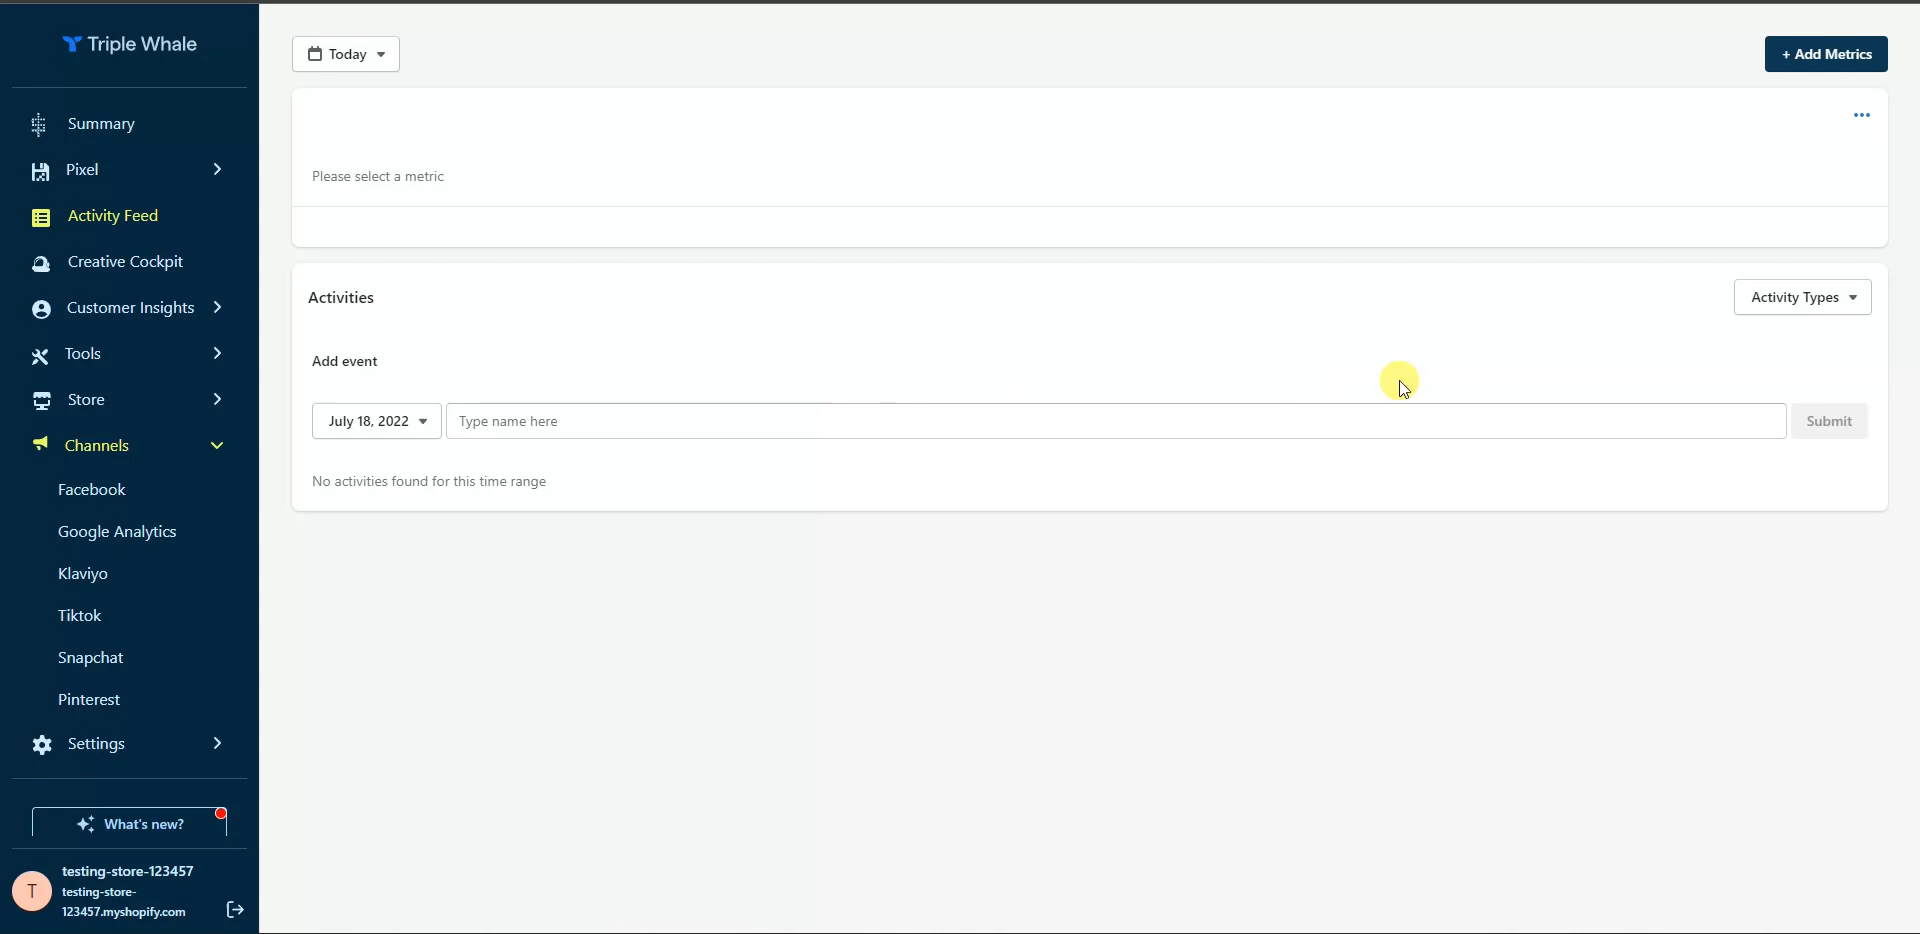 Triple Whale
Summary
Pixel
Activity Feed
Creative Cockpit
Customer Insights
Tools
Store
Channels
Facebook
Google Analytics
Klaviyo
Tiktok
Snapchat
Pinterest
Settings
What's new?
T
testing-store-123457
testing-store-
123457.myshopify.com
Today
+ Add Metrics
Please select a metric
Activities
Activity Types
Add event
July 18, 2022
Type name here
Submit
No activities found for this time range